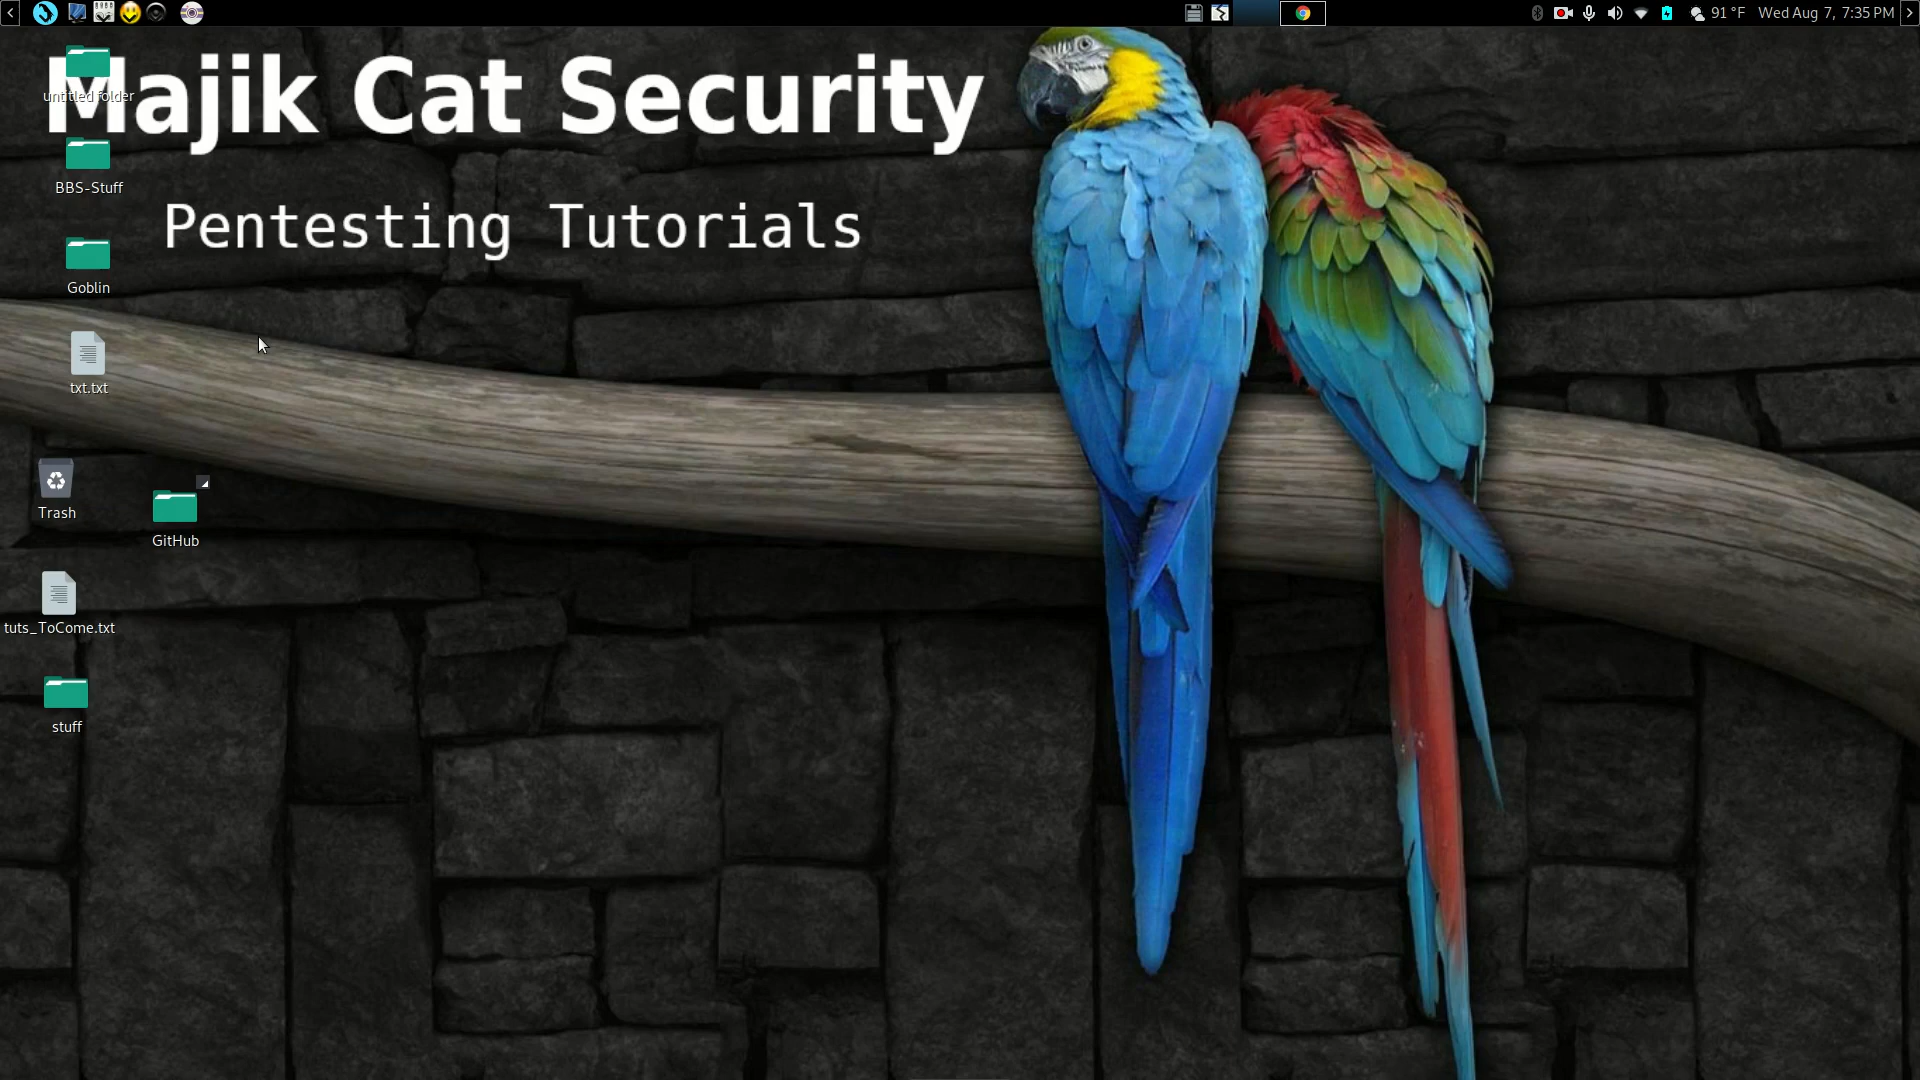 91 °F Wed Aug 7, 7:35 PM
Majik Cat Security
untitled folder
BBS-Stuff
Pentesting Tutorials
Goblin
txt.txt
Trash
GitHub
tuts_ToCome.txt
stuff